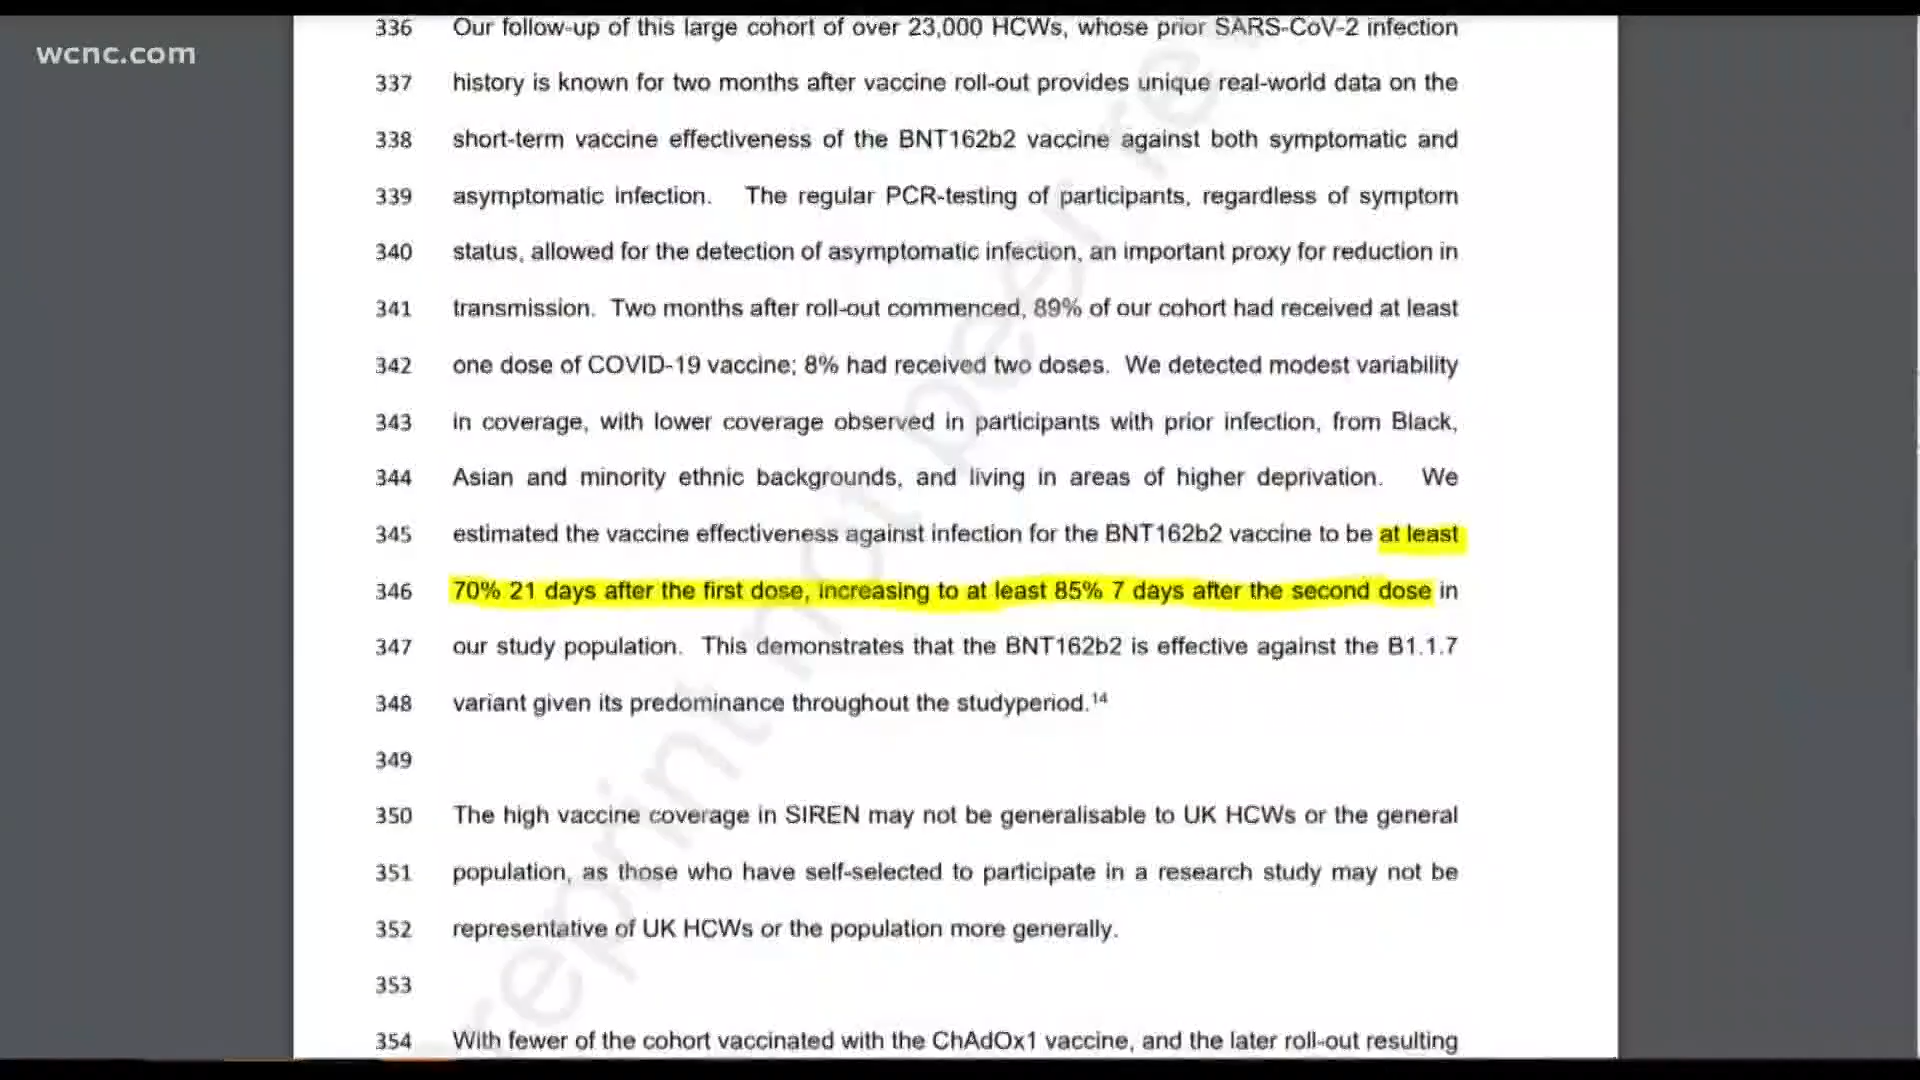 wcnc.com
336 Our follow-up of this large cohort of over 23,000 HCWs, whose prior SARS-CoV-2 infection
337 history is known for two months after vaccine roll-out provides unique real-world data on the
338 short-term vaccine effectiveness of the BNT162b2 vaccine against both symptomatic and
339 asymptomatic infection. The regular PCR-testing of participants, regardless of symptom
340 status, allowed for the detection of asymptomatic infection, an important proxy for reduction in
341 transmission. Two months after roll-out commenced, 89% of our cohort had received at least
342 one dose of COVID-19 vaccine; 8% had received two doses. We detected modest variability
343 in coverage, with lower coverage observed in participants with prior infection, from Black,
344 Asian and minority ethnic backgrounds, and living in areas of higher deprivation. We
345 estimated the vaccine effectiveness against infection for the BNT162b2 vaccine to be at least
346 70% 21 days after the first dose, increasing to at least 85% 7 days after the second dose in
347 our study population. This demonstrates that the BNT162b2 is effective against the B1.1.7
348 variant given its predominance throughout the studyperiod.14
349
350 The high vaccine coverage in SIREN may not be generalisable to UK HCWs or the general
351 population, as those who have self-selected to participate in a research study may not be
352 representative of UK HCWs or the population more generally.
353
354 With fewer of the cohort vaccinated with the ChAdOx1 vaccine, and the later roll-out resulting
reprint not peer re